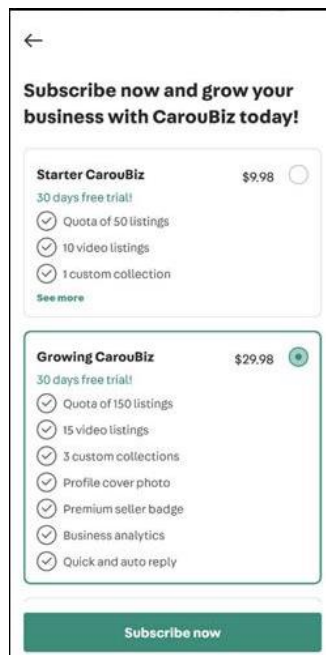 Subscribe now and grow your
business with CarouBiz today!
Starter CarouBiz $9.98
30 days free trial!
Quota of 50 listings
10 video listings
1 custom collection
See more
Growing CarouBiz $29.98
30 days free trial!
Quota of 150 listings
15 video listings
3 custom collections
Profile cover photo
Premium seller badge
Business analytics
Quick and auto reply
Subscribe now